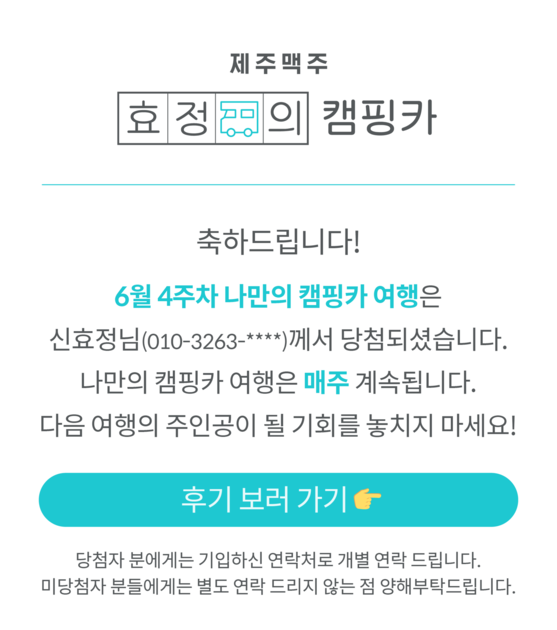 제주맥주
효정의 캠핑카
축하드립니다!
6월 4주차 나만의 캠핑카 여행은
신효정님(010-3263-****)께서 당첨되셨습니다.
나만의 캠핑카 여행은 매주 계속됩니다.
다음 여행의 주인공이 될 기회를 놓치지 마세요!
후기 보러 가기 👉
당첨자 분에게는 기입하신 연락처로 개별 연락 드립니다.
미당첨자 분들에게는 별도 연락 드리지 않는 점 양해부탁드립니다.